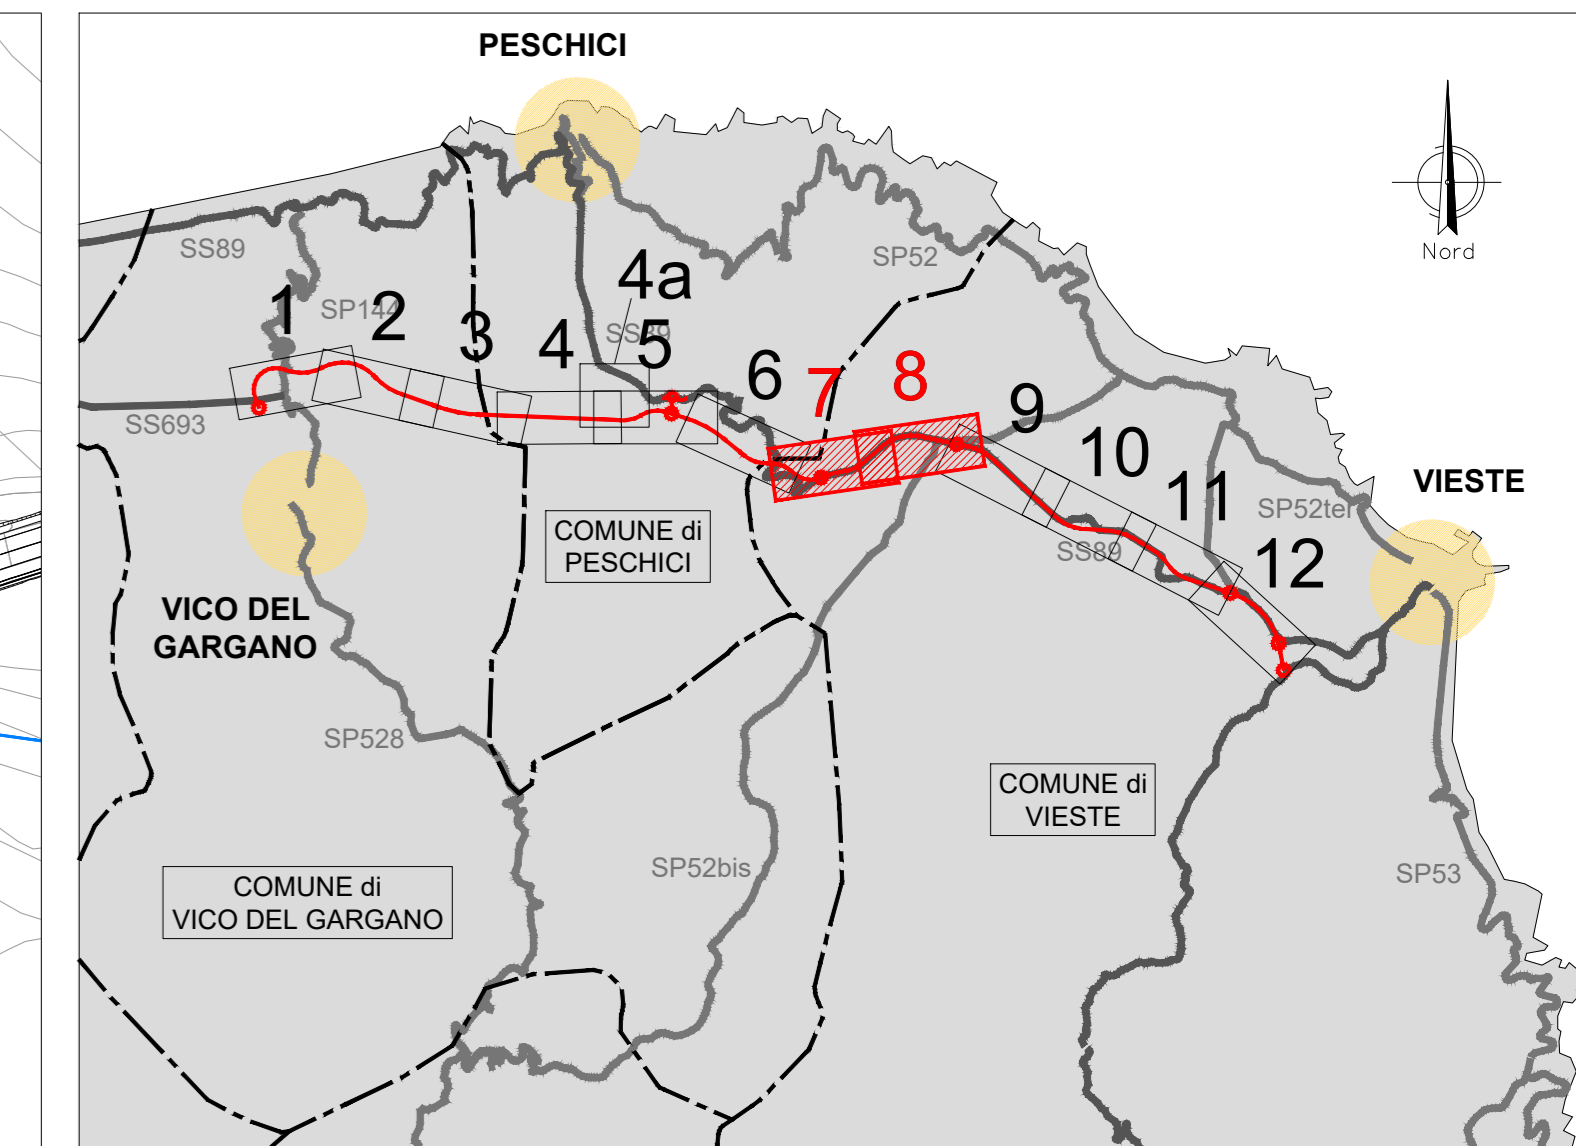 PESCHICI
Nord
SS89
SP52
4a
1
SP144
2
3
4
SS89
5
6
7
8
9
SS693
10
11
VIESTE
SP52ter
COMUNE di
PESCHICI
SS89
12
VICO DEL
GARGANO
SP528
COMUNE di
VIESTE
SP52bis
SP53
COMUNE di
VICO DEL GARGANO